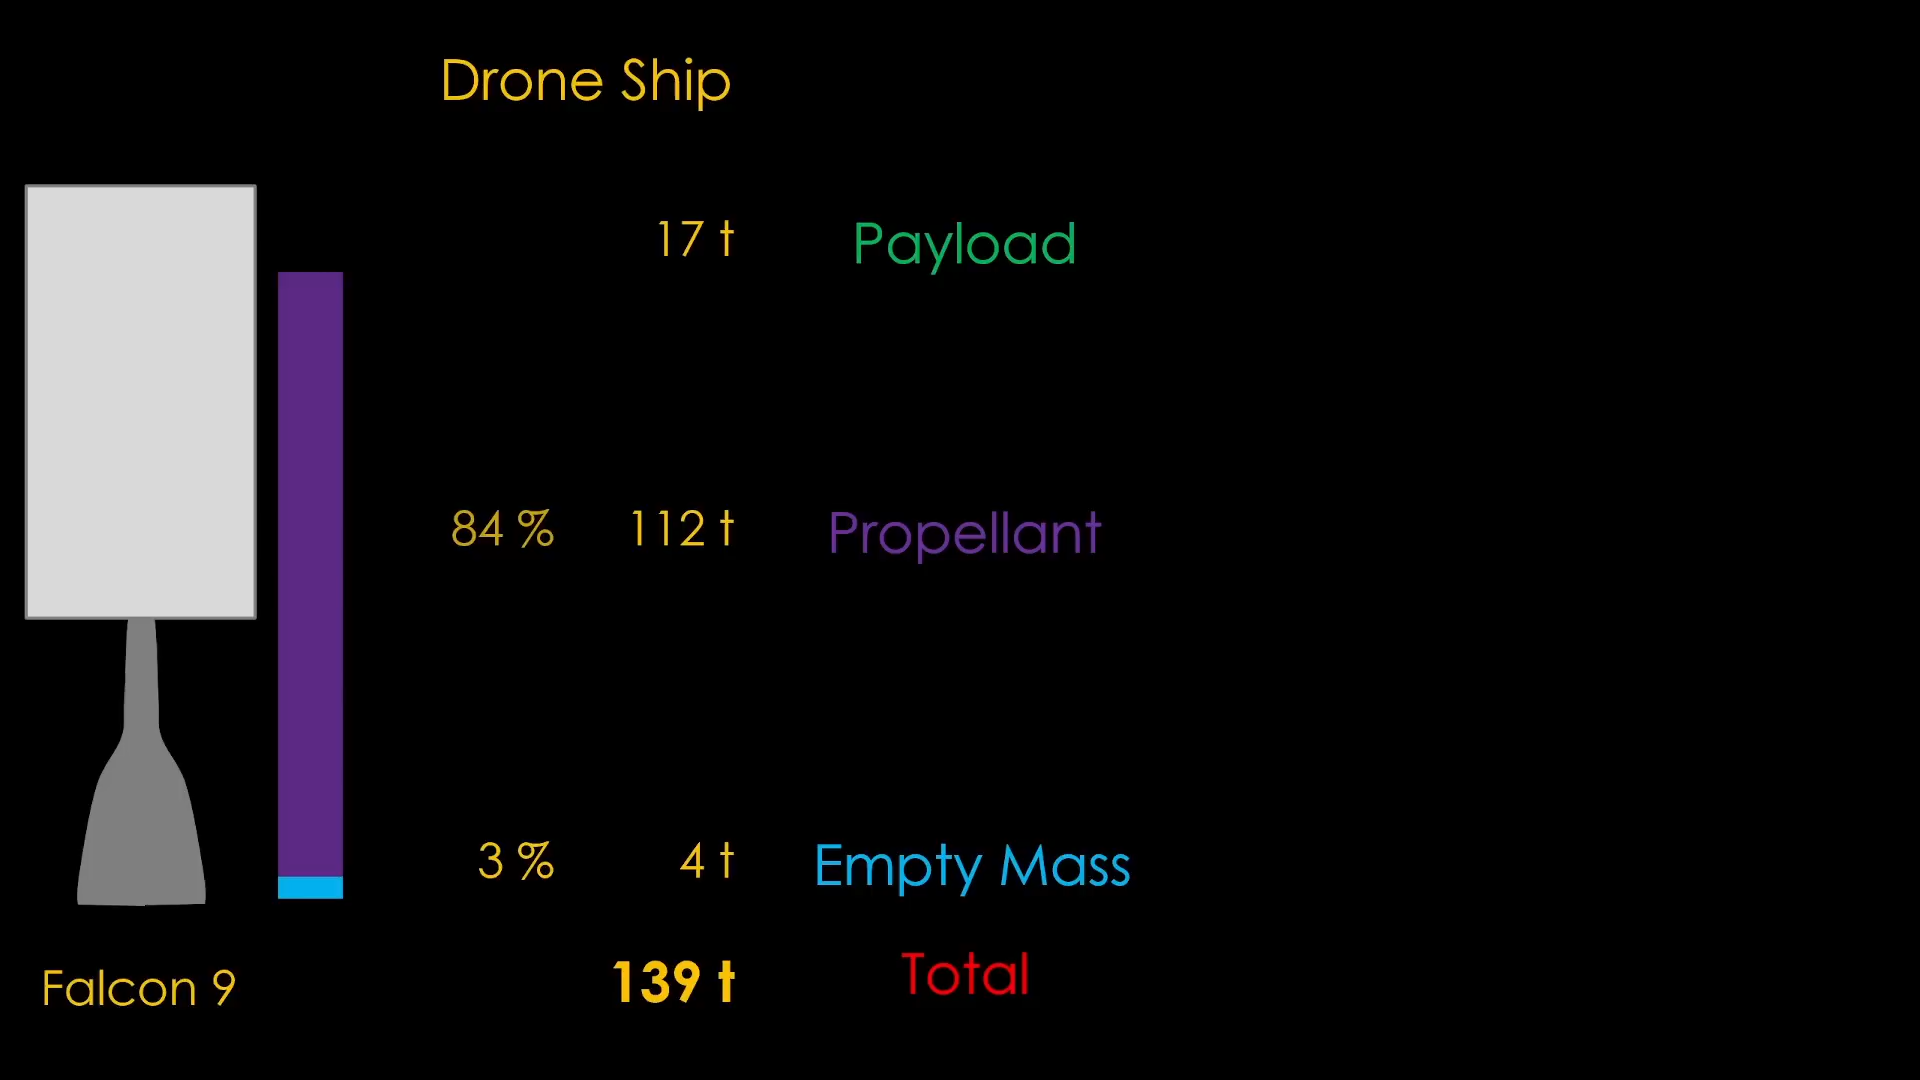 Drone Ship
17 t Payload
84 % 112 t Propellant
3 % 4 t Empty Mass
Falcon 9 139 t Total